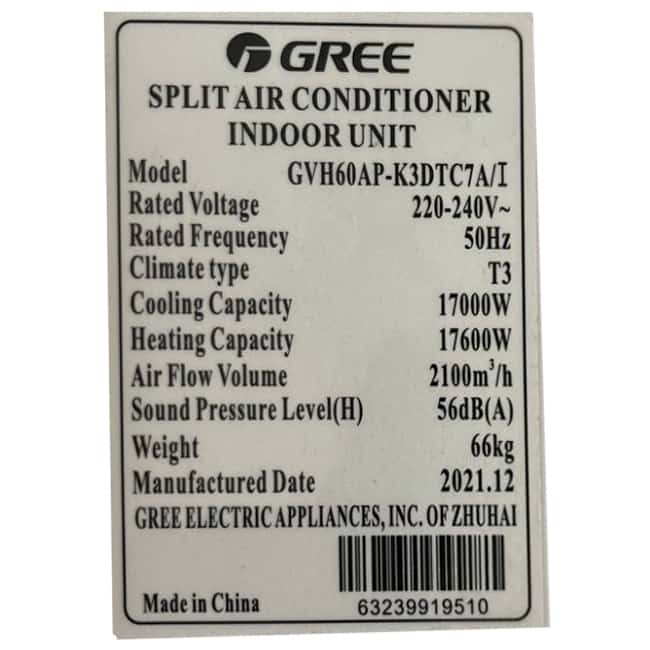 GREE
SPLIT AIR CONDITIONER
INDOOR UNIT
Model GVH60AP-K3DTC7A/I
Rated Voltage 220-240V~
Rated Frequency 50Hz
Climate type T3
Cooling Capacity 17000W
Heating Capacity 17600W
Air Flow Volume 2100m³/h
Sound Pressure Level(H) 56dB(A)
Weight 66kg
Manufactured Date 2021.12
GREE ELECTRIC APPLIANCES, INC. OF ZHUHAI
Made in China 63239919510